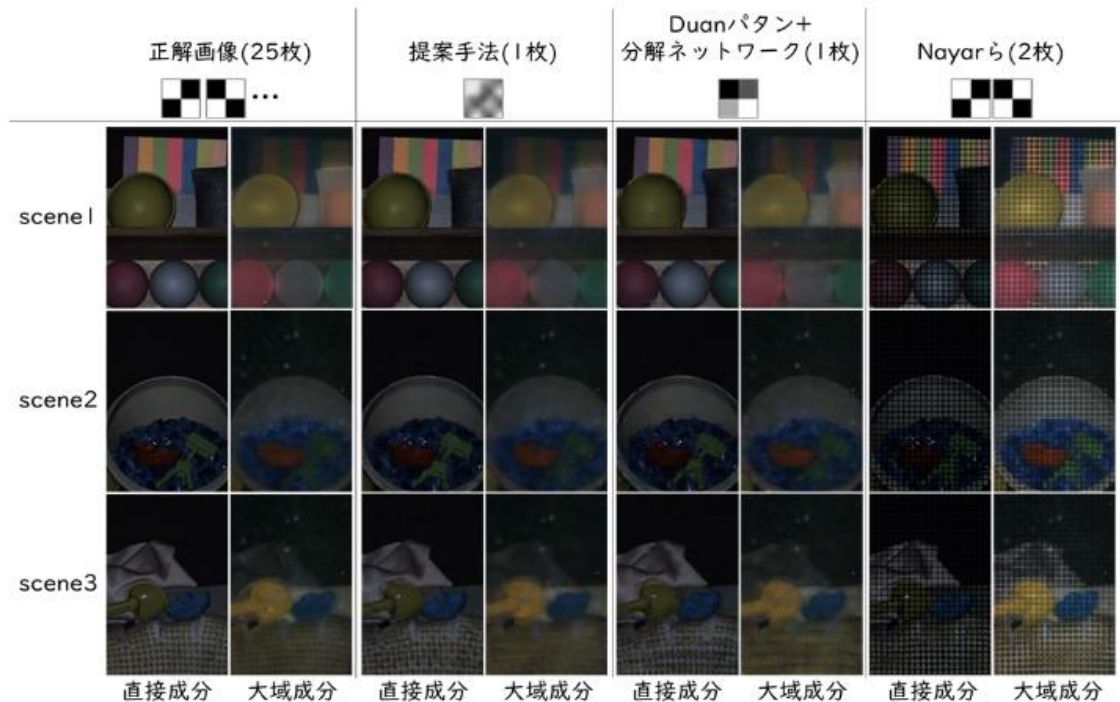 正解画像(25枚)
提案手法(1枚)
Duanパタン+
分解ネットワーク(1枚)
Nayarら(2枚)
...
scene1
scene2
scene3
直接成分
大域成分
直接成分
大域成分
直接成分
大域成分
直接成分
大域成分